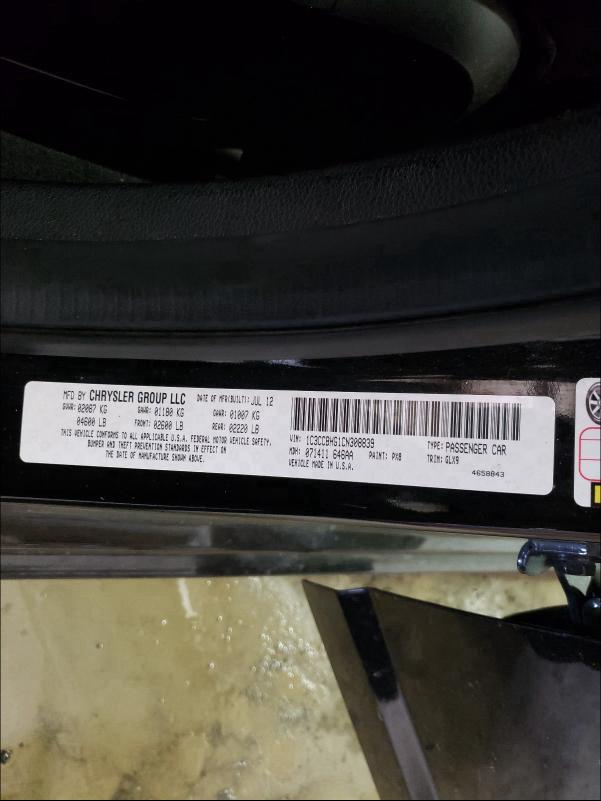 MFD BY CHRYSLER GROUP LLC DATE OF MFR(BUILT): JUL 12
GVWR: 02087 KG GAWR: 01180 KG GAWR: 01007 KG
04600 LB FRONT: 02600 LB REAR: 02220 LB
THIS VEHICLE CONFORMS TO ALL APPLICABLE U.S.A. FEDERAL MOTOR VEHICLE SAFETY,
BUMPER AND THEFT PREVENTION STANDARDS IN EFFECT ON
THE DATE OF MANUFACTURE SHOWN ABOVE.
VIN: 1C3CCBHG1CN308839 TYPE: PASSENGER CAR
MDH: 071411 646AA PAINT: PX8 TRIM: GLX9
VEHICLE MADE IN U.S.A. 4658843